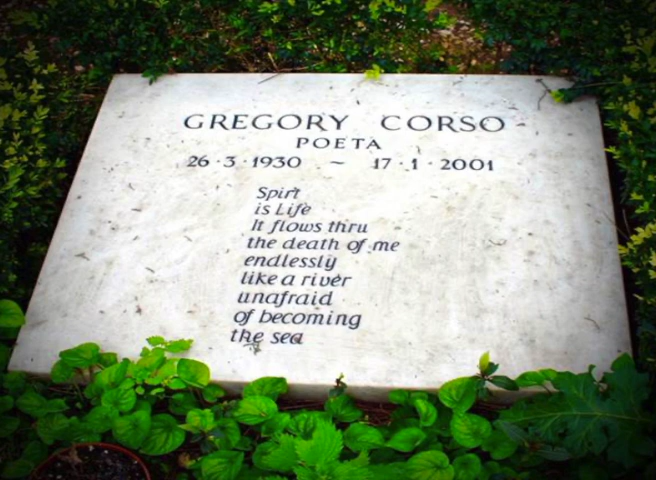 GREGORY CORSO
POETA
26·3·1930 ~ 17·1·2001
Spirt
is Life
It flows thru
the death of me
endlessly
like a river
unafraid
of becoming
the sea